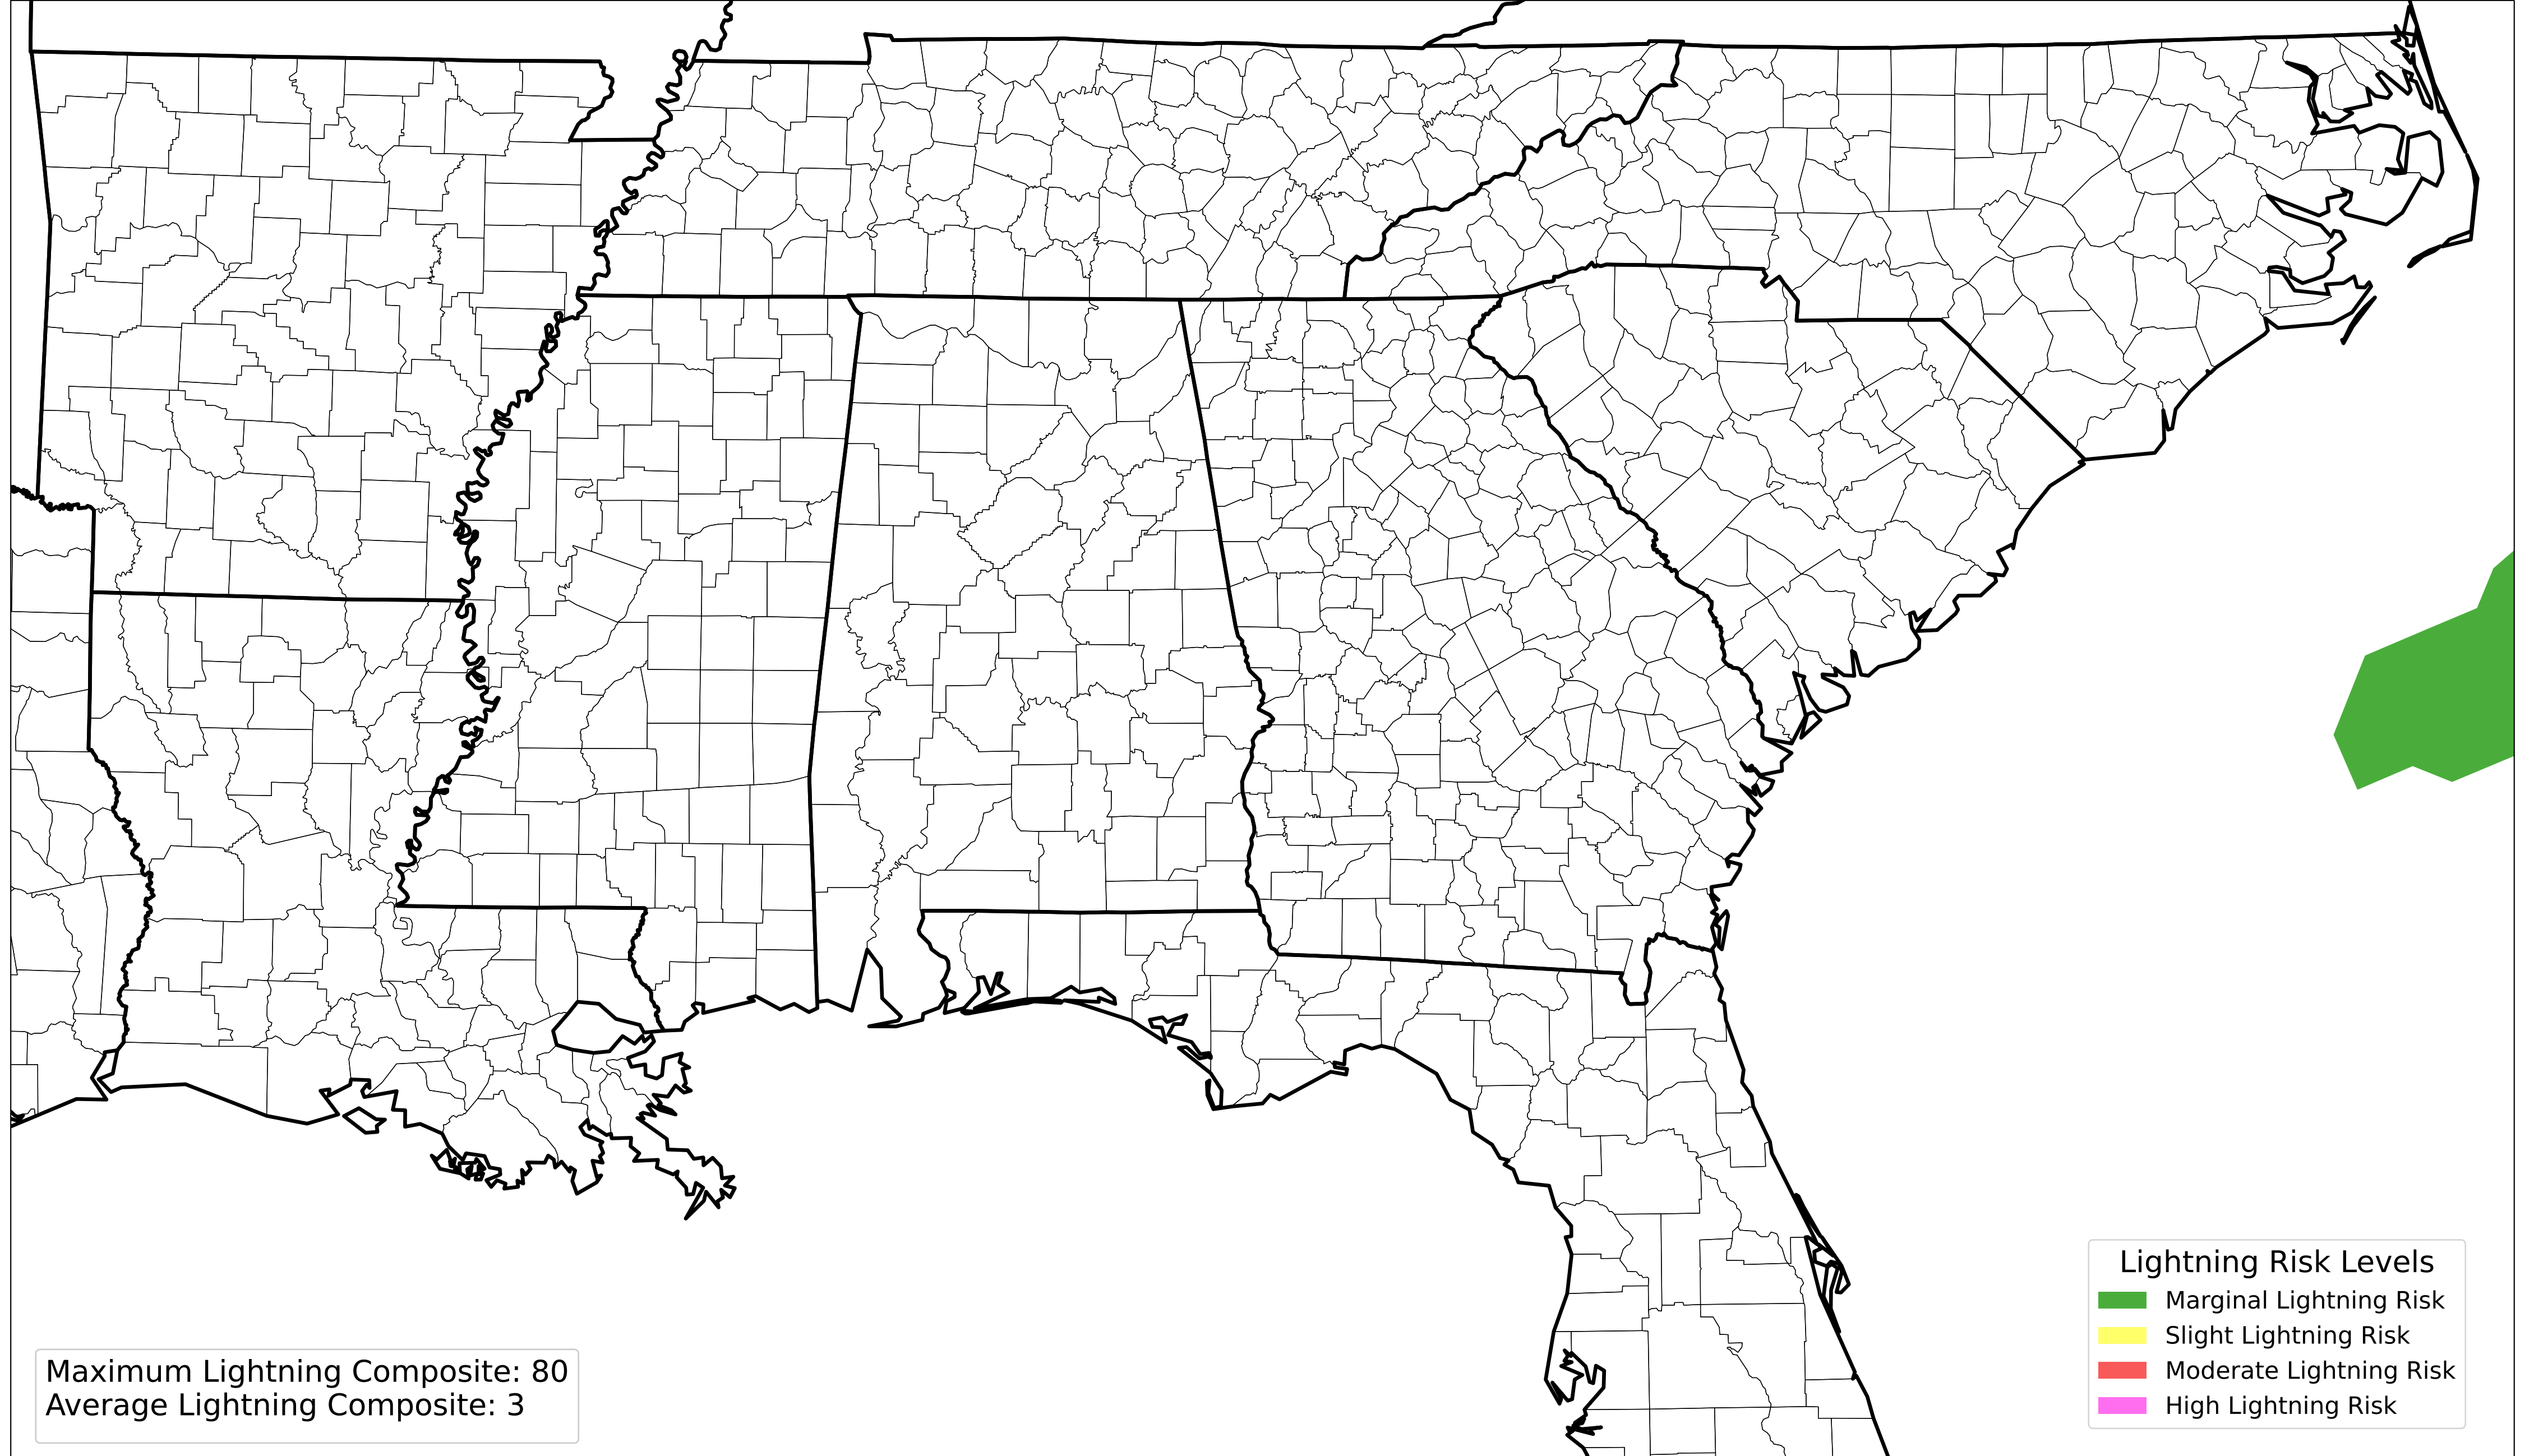 Lightning Risk Levels
Marginal Lightning Risk
Slight Lightning Risk
Moderate Lightning Risk
High Lightning Risk
Maximum Lightning Composite: 80
Average Lightning Composite: 3